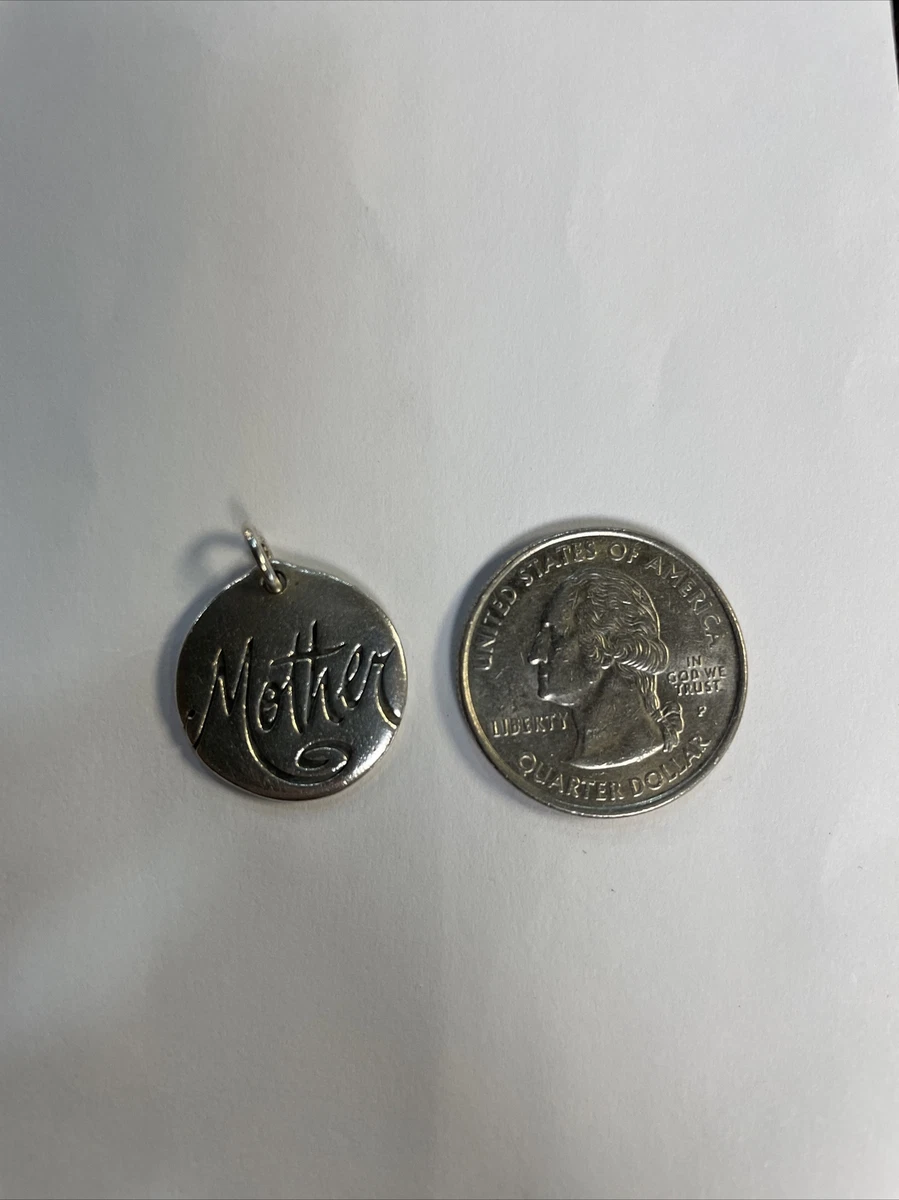 Mother
UNITED STATES OF AMERICA
LIBERTY
IN
GOD WE
TRUST
P
QUARTER DOLLAR